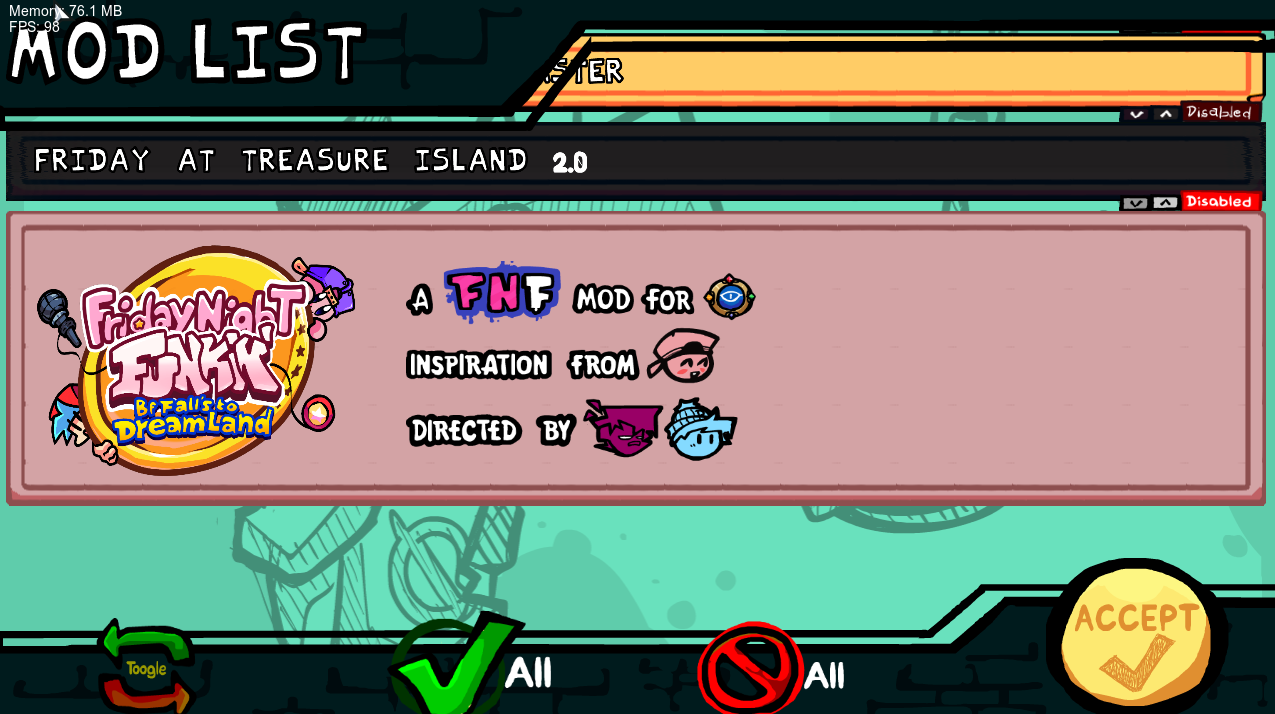 Memory: 76.1 MB
FPS: 98
MOD LIST
STER
Disabled
FRIDAY AT TREASURE ISLAND 2.0
Disabled
Friday Night
Funkin'
BF Fall's to
DreamLand
A FNF MOD FOR
INSPIRATION FROM
DIRECTED BY
Toogle
All
All
ACCEPT